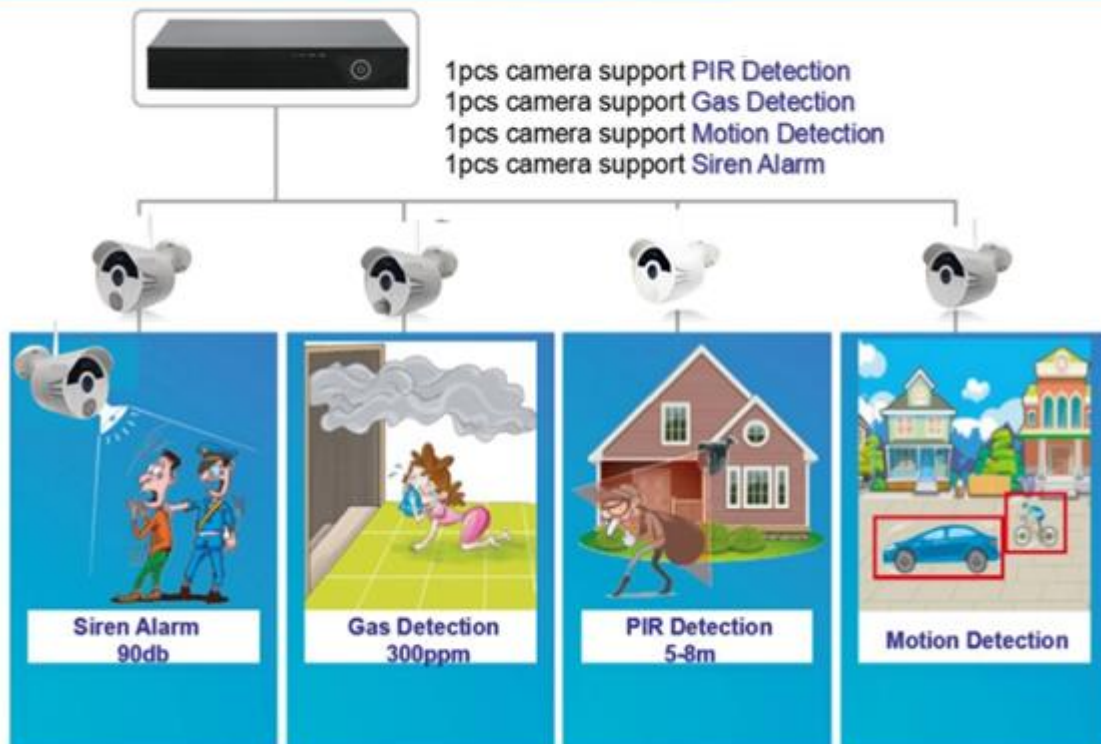 1pcs camera support PIR Detection
1pcs camera support Gas Detection
1pcs camera support Motion Detection
1pcs camera support Siren Alarm
Siren Alarm
90db
Gas Detection
300ppm
PIR Detection
5-8m
Motion Detection